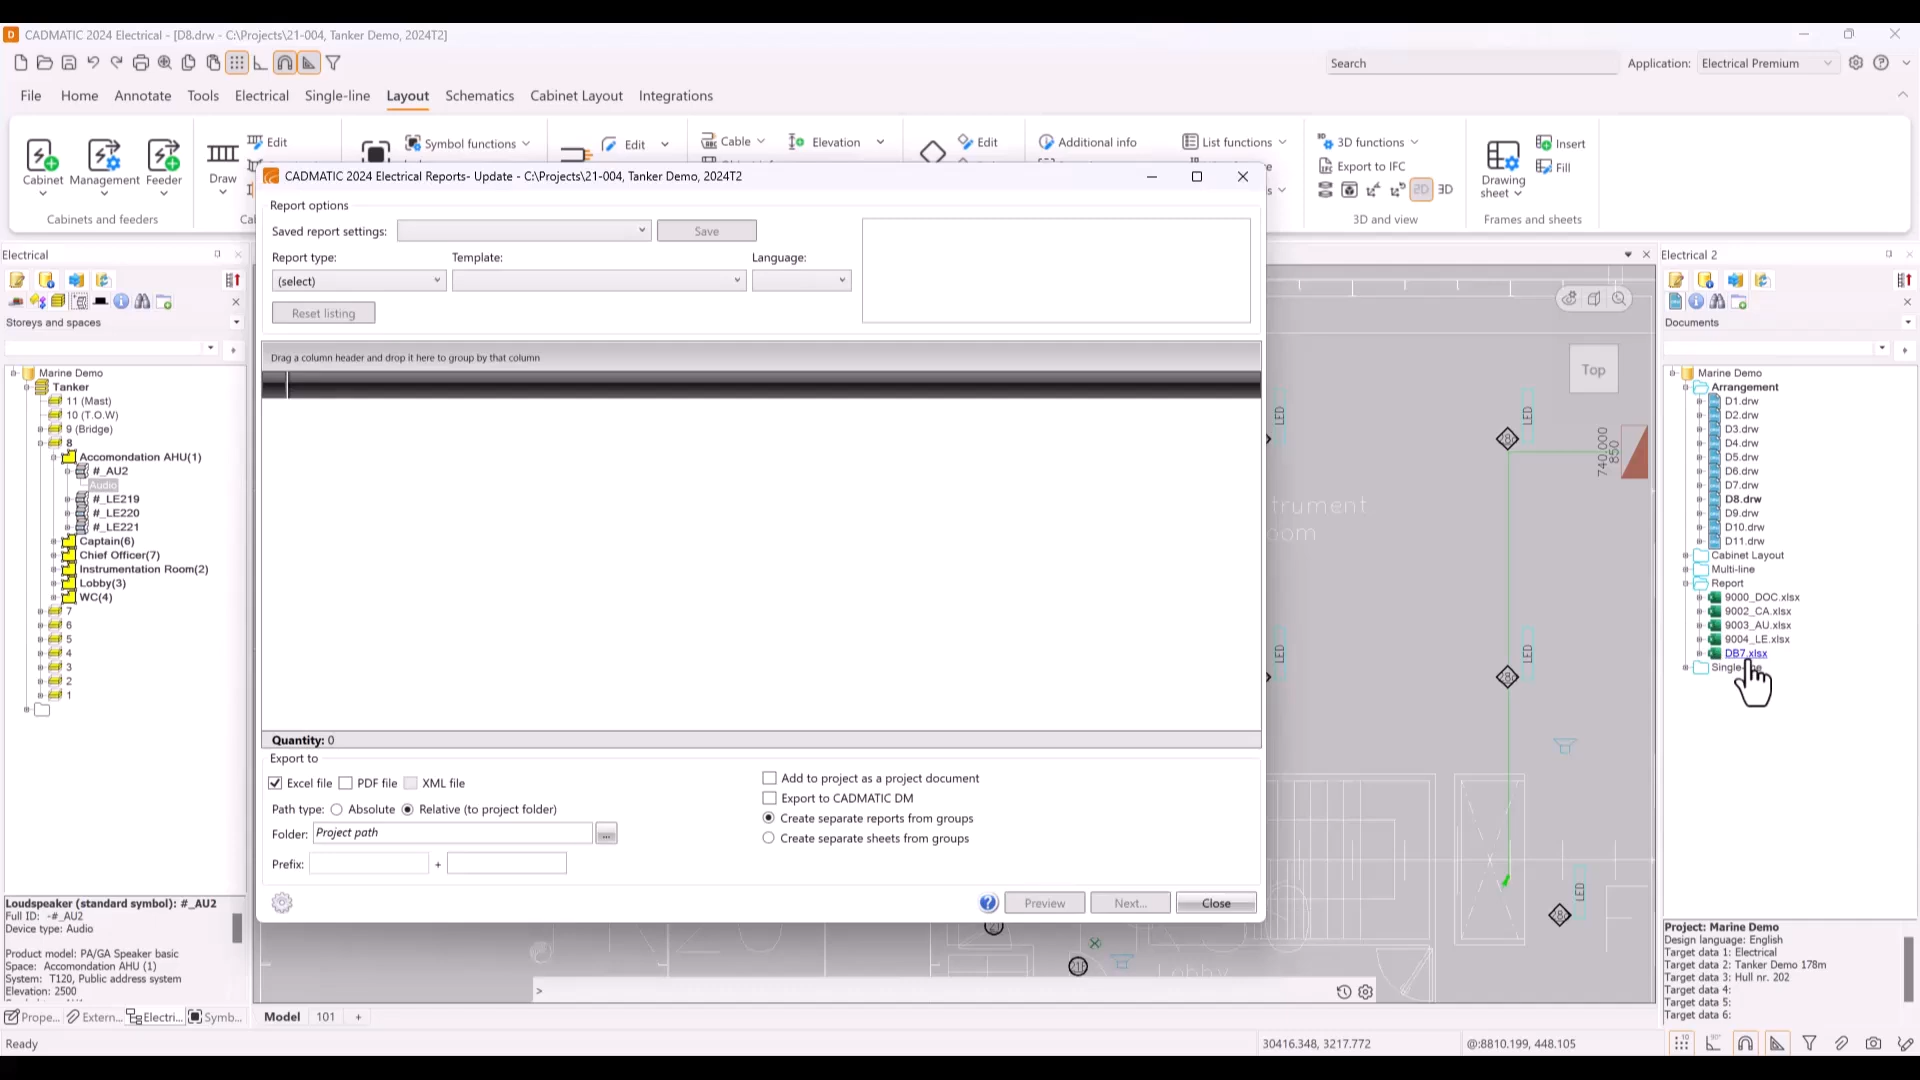 CADMATIC 2024 Electrical - [D8.drw - C:\Projects\21-004, Tanker Demo, 2024T2]
Search
Application: Electrical Premium
File Home Annotate Tools Electrical Single-line Layout Schematics Cabinet Layout Integrations
Cabinet Management Feeder
Cabinets and feeders
Draw
Edit
Symbol functions
Edit
Cable
Elevation
Edit
Additional info
List functions
3D functions
Export to IFC
2D 3D
3D and view
Drawing sheet
Insert
Fill
Frames and sheets
Electrical
Storeys and spaces
Marine Demo
Tanker
11 (Mast)
10 (T.O.W)
9 (Bridge)
8
Accomondation AHU(1)
#_AU2
Audio
#_LE219
#_LE220
#_LE221
Captain(6)
Chief Officer(7)
Instrumentation Room(2)
Lobby(3)
WC(4)
7
6
5
4
3
2
1
Loudspeaker (standard symbol): #_AU2
Full ID: -#_AU2
Device type: Audio
Product model: PA/GA Speaker basic
Space: Accomondation AHU (1)
System: T120, Public address system
Elevation: 2500
Prope... Extern... Electri... Symb...
CADMATIC 2024 Electrical Reports- Update - C:\Projects\21-004, Tanker Demo, 2024T2
Report options
Saved report settings: Save
Report type: Template: Language:
(select)
Reset listing
Drag a column header and drop it here to group by that column
Quantity: 0
Export to
Excel file PDF file XML file
Path type: Absolute Relative (to project folder)
Folder: Project path ...
Prefix: +
Add to project as a project document
Export to CADMATIC DM
Create separate reports from groups
Create separate sheets from groups
Preview Next... Close
Top
LED
LED
740.000
850
trument
oom
LED
LED
LED
Lobby
>
Model 101 +
Electrical 2
Documents
Marine Demo
Arrangement
D1.drw
D2.drw
D3.drw
D4.drw
D5.drw
D6.drw
D7.drw
D8.drw
D9.drw
D10.drw
D11.drw
Cabinet Layout
Multi-line
Report
9000_DOC.xlsx
9002_CA.xlsx
9003_AU.xlsx
9004_LE.xlsx
DB7.xlsx
Single-line
Project: Marine Demo
Design language: English
Target data 1: Electrical
Target data 2: Tanker Demo 178m
Target data 3: Hull nr. 202
Target data 4:
Target data 5:
Target data 6:
Ready
30416.348, 3217.772
@:8810.199, 448.105